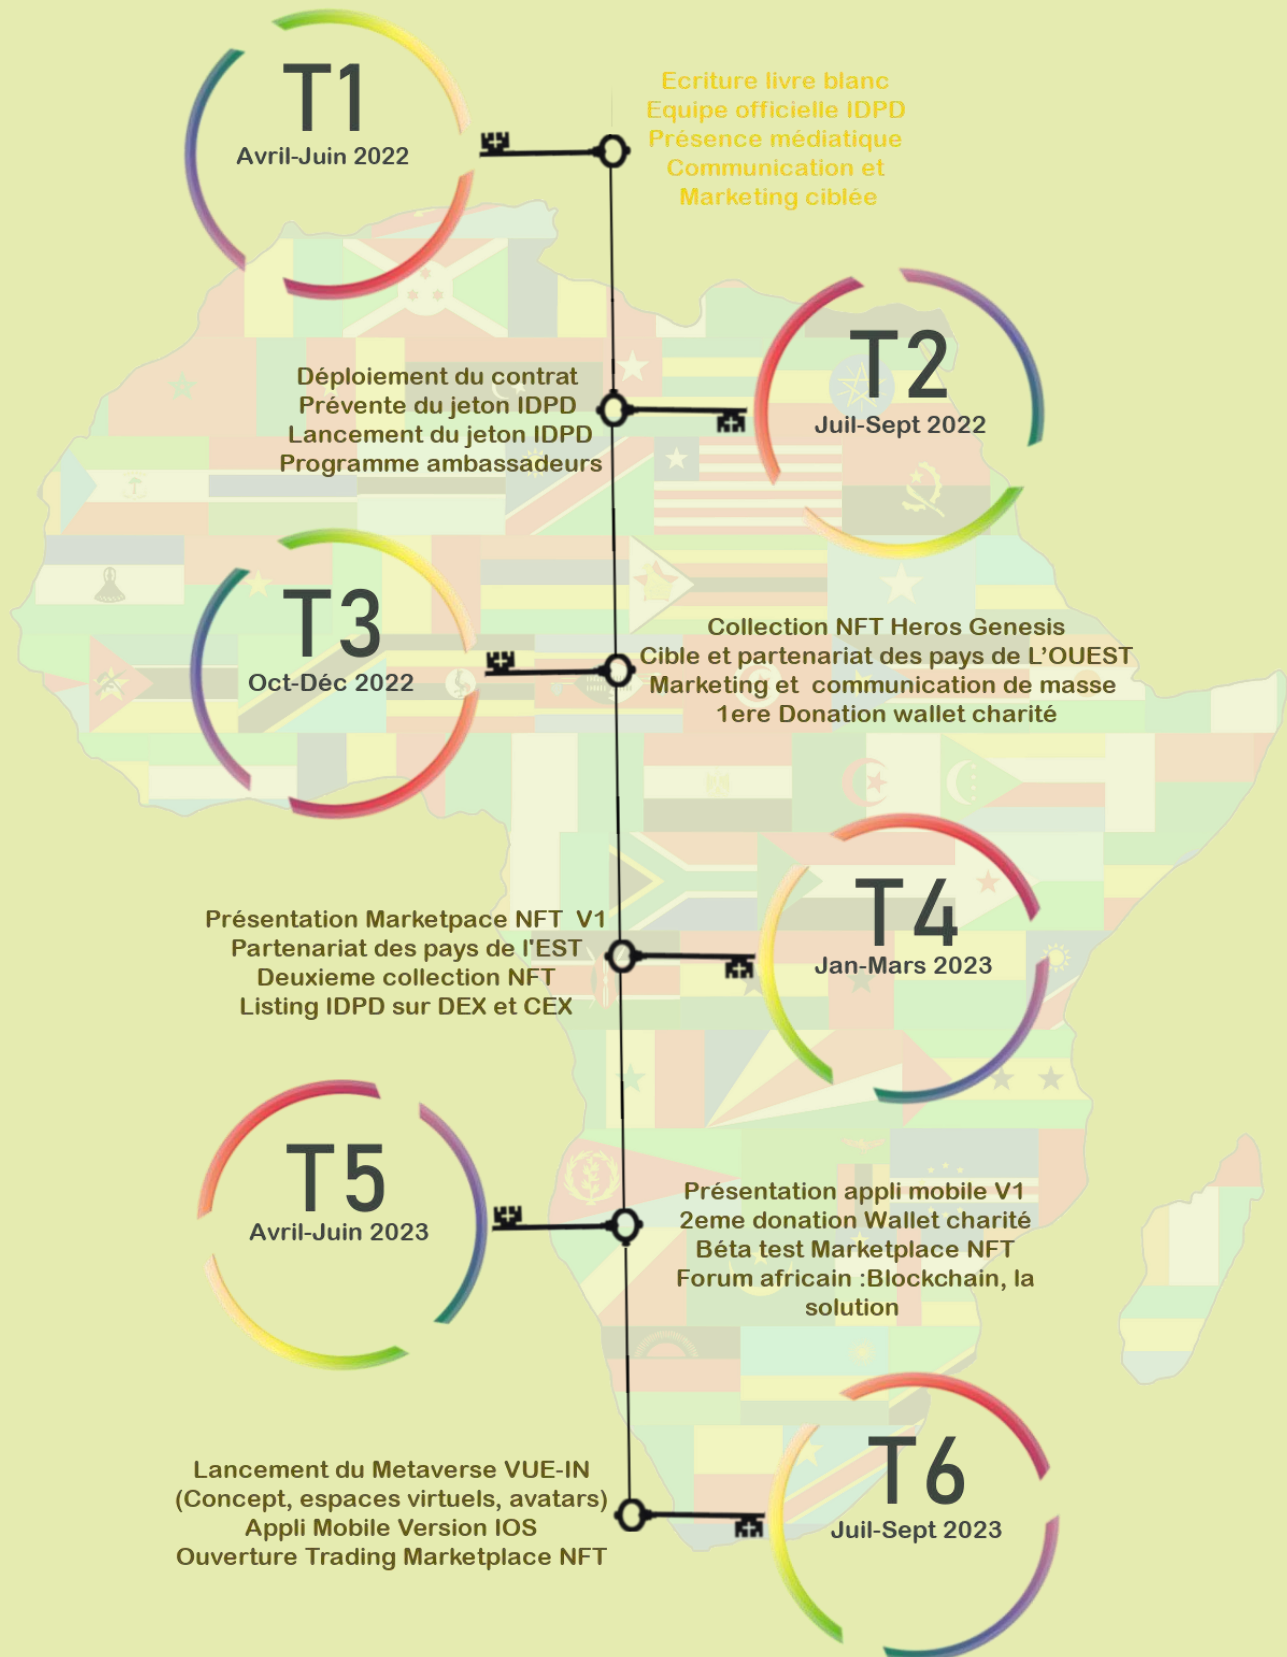 T1
Avril-Juin 2022
Ecriture livre blanc
Equipe officielle IDPD
Présence médiatique
Communication et
Marketing ciblée
T2
Juil-Sept 2022
Déploiement du contrat
Prévente du jeton IDPD
Lancement du jeton IDPD
Programme ambassadeurs
T3
Oct-Déc 2022
Collection NFT Heros Genesis
Cible et partenariat des pays de L’OUEST
Marketing et  communication de masse
1ere Donation wallet charité
T4
Jan-Mars 2023
Présentation Marketpace NFT  V1
Partenariat des pays de l'EST
Deuxieme collection NFT
Listing IDPD sur DEX et CEX
T5
Avril-Juin 2023
Présentation appli mobile V1
2eme donation Wallet charité
Béta test Marketplace NFT
Forum africain :Blockchain, la
solution
T6
Juil-Sept 2023
Lancement du Metaverse VUE-IN
(Concept, espaces virtuels, avatars)
Appli Mobile Version IOS
Ouverture Trading Marketplace NFT